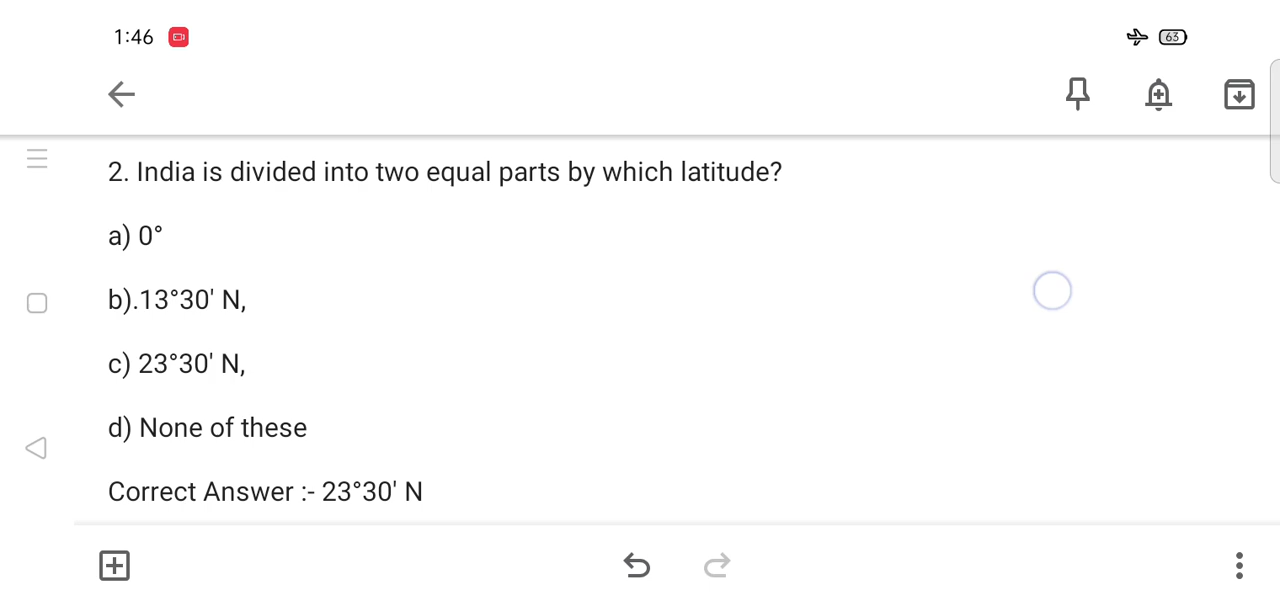 1:46
63
2. India is divided into two equal parts by which latitude?
a) 0°
b).13°30' N,
c) 23°30' N,
d) None of these
Correct Answer :- 23°30' N